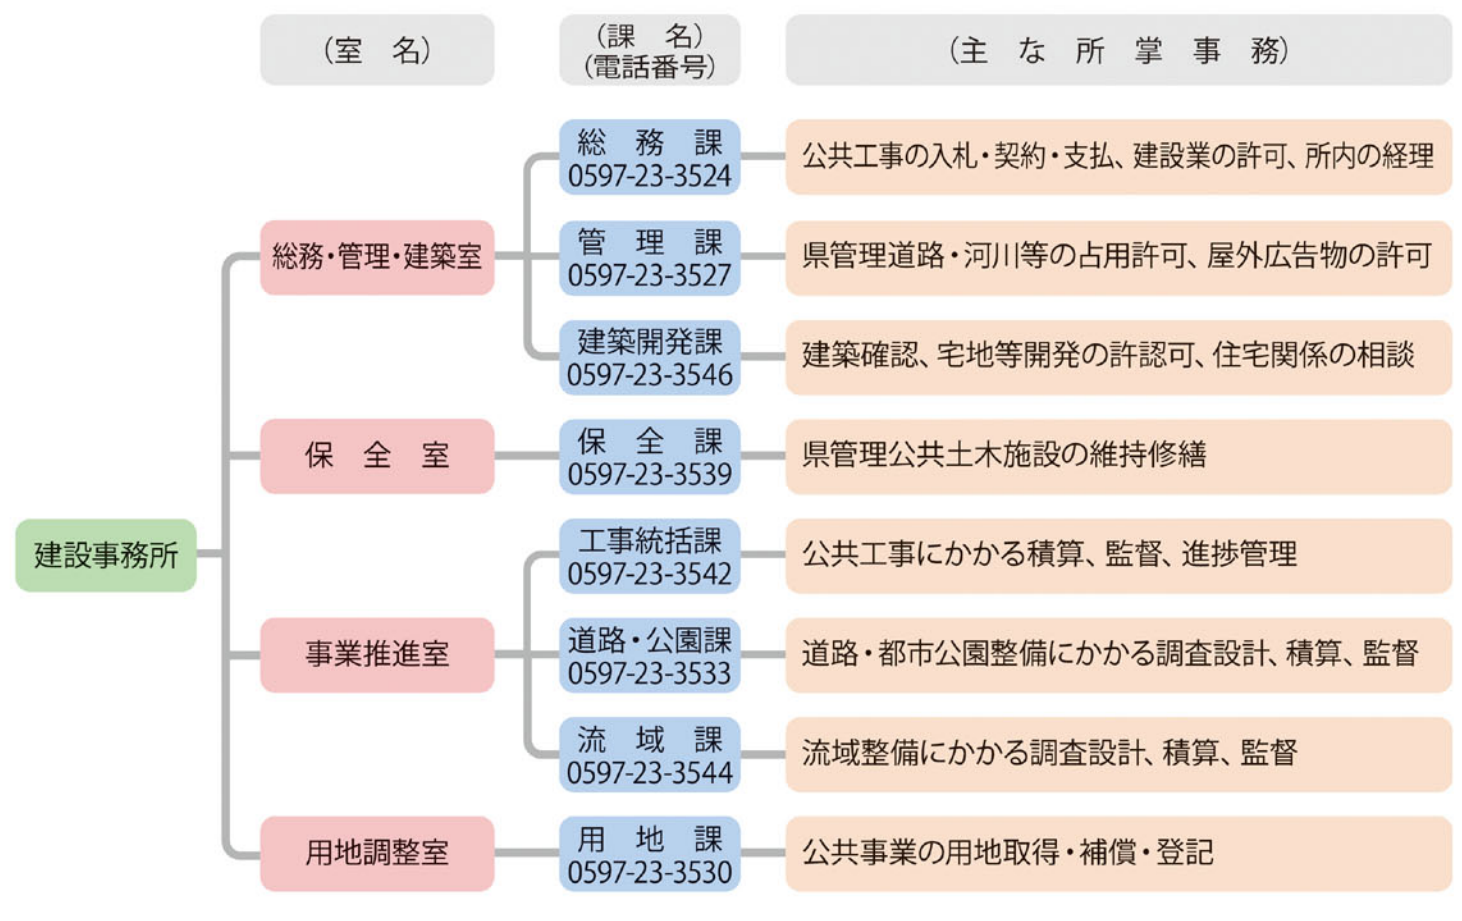 （室　名）
（課　名）
（電話番号）
（主　な　所　掌　事　務）
建設事務所
総務・管理・建築室
総　務　課
0597-23-3524
公共工事の入札・契約・支払、建設業の許可、所内の経理
管　理　課
0597-23-3527
県管理道路・河川等の占用許可、屋外広告物の許可
建築開発課
0597-23-3546
建築確認、宅地等開発の許認可、住宅関係の相談
保　全　室
保　全　課
0597-23-3539
県管理公共土木施設の維持修繕
事業推進室
工事統括課
0597-23-3542
公共工事にかかる積算、監督、進捗管理
道路・公園課
0597-23-3533
道路・都市公園整備にかかる調査設計、積算、監督
流　域　課
0597-23-3544
流域整備にかかる調査設計、積算、監督
用地調整室
用　地　課
0597-23-3530
公共事業の用地取得・補償・登記